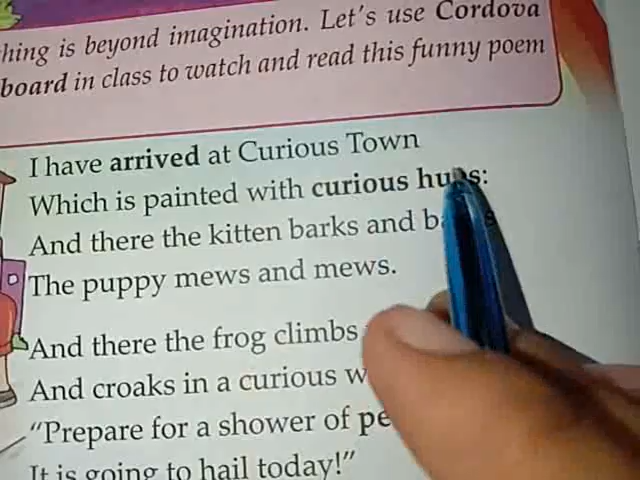 hing is beyond imagination. Let's use Cordova
board in class to watch and read this funny poem
I have arrived at Curious Town
Which is painted with curious hues:
And there the kitten barks and
The puppy mews and mews.
And there the frog climbs
And croaks in a curious
"Prepare for a shower of
It is going to hail today!"